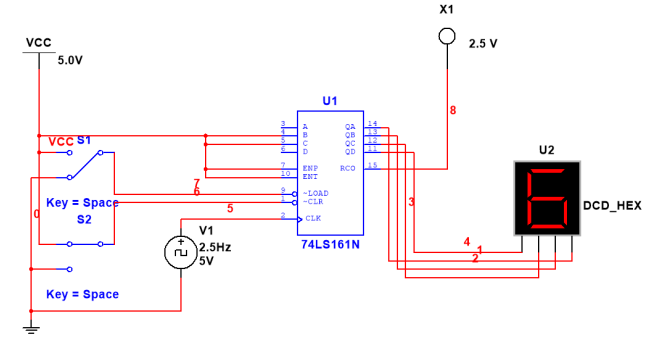 X1
2.5 V
VCC
5.0V
U1
8
3
4
5
6
7
10
9
1
2
A
B
C
D
ENP
ENT
~LOAD
~CLR
CLK
QA
QB
QC
QD
RCO
14
13
12
11
15
74LS161N
VCC
S1
7
6
Key = Space
0
S2
5
Key = Space
V1
2.5Hz
5V
3
4
1
2
U2
DCD_HEX